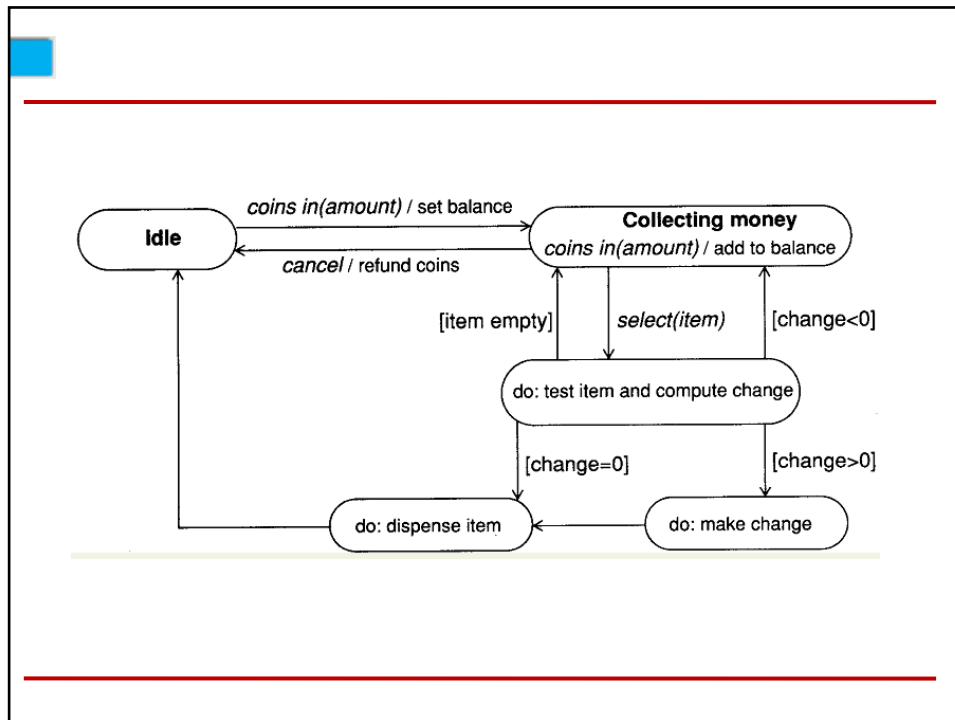 coins in(amount) / set balance
Idle
cancel / refund coins
Collecting money
coins in(amount) / add to balance
[item empty]
select(item)
[change<0]
do: test item and compute change
[change=0]
[change>0]
do: dispense item
do: make change